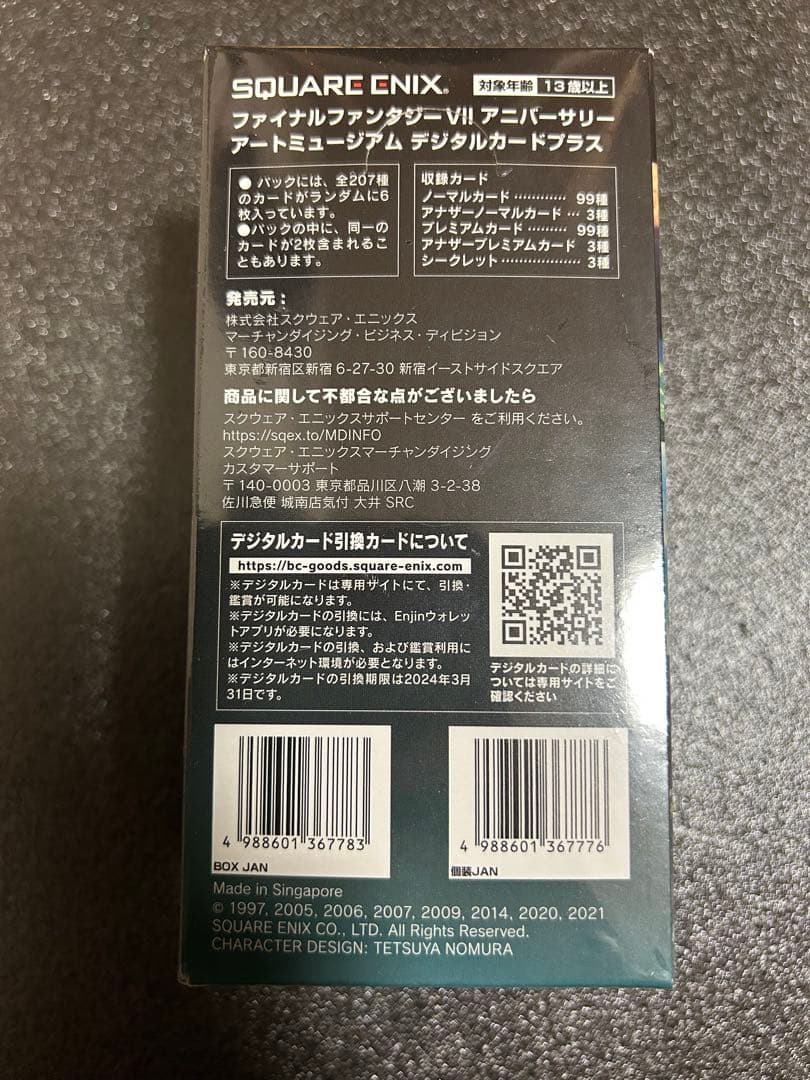 SQUARE ENIX®
対象年齢 13歳以上
ファイナルファンタジーVII アニバーサリー
アートミュージアム デジタルカードプラス
● パックには、全207種
のカードがランダムに6
枚入っています。
●パックの中に、同一の
カードが2枚含まれるこ
ともあります。
収録カード
ノーマルカード ………… 99種
アナザーノーマルカード … 3種
プレミアムカード ……… 99種
アナザープレミアムカード 3種
シークレット ……………… 3種
発売元：
株式会社スクウェア・エニックス
マーチャンダイジング・ビジネス・ディビジョン
〒160-8430
東京都新宿区新宿 6-27-30 新宿イーストサイドスクエア
商品に関して不都合な点がございましたら
スクウェア・エニックスサポートセンター をご利用ください。
https://sqex.to/MDINFO
スクウェア・エニックスマーチャンダイジング
カスタマーサポート
〒140-0003 東京都品川区八潮 3-2-38
佐川急便 城南店気付 大井 SRC
デジタルカード引換カードについて
https://bc-goods.square-enix.com
※デジタルカードは専用サイトにて、引換・
鑑賞が可能になります。
※デジタルカードの引換には、Enjinウォレッ
トアプリが必要になります。
※デジタルカードの引換、および鑑賞利用に
はインターネット環境が必要となります。
※デジタルカードの引換期限は2024年3月
31日です。
デジタルカードの詳細に
ついては専用サイトをご
確認ください
4 988601 367783
BOX JAN
4 988601 367776
個装JAN
Made in Singapore
© 1997, 2005, 2006, 2007, 2009, 2014, 2020, 2021
SQUARE ENIX CO., LTD. All Rights Reserved.
CHARACTER DESIGN: TETSUYA NOMURA